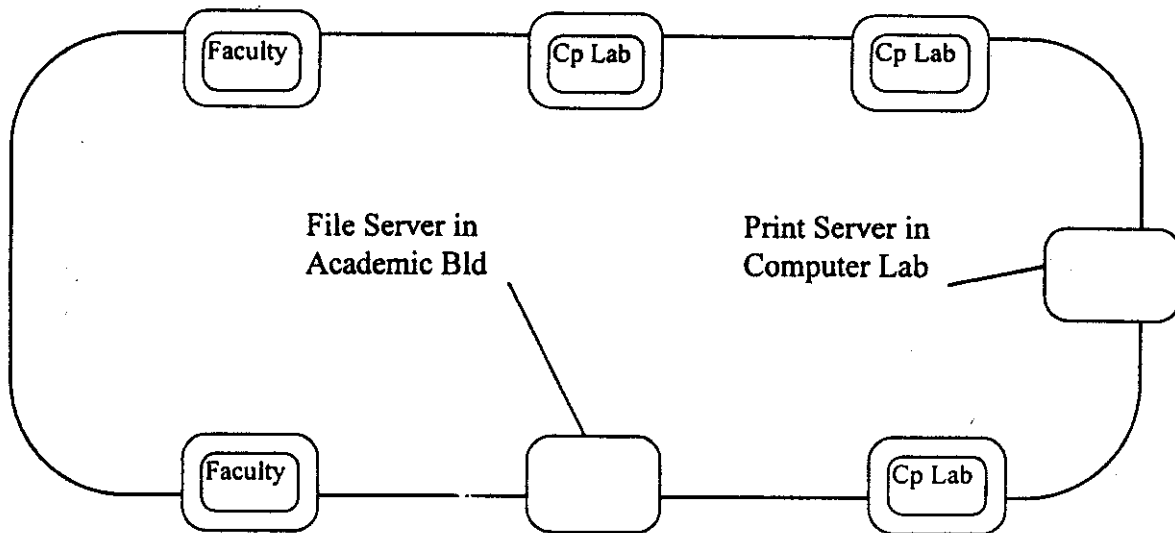 Faculty
Cp Lab
Cp Lab
File Server in
Academic Bld
Print Server in
Computer Lab
Faculty
Cp Lab